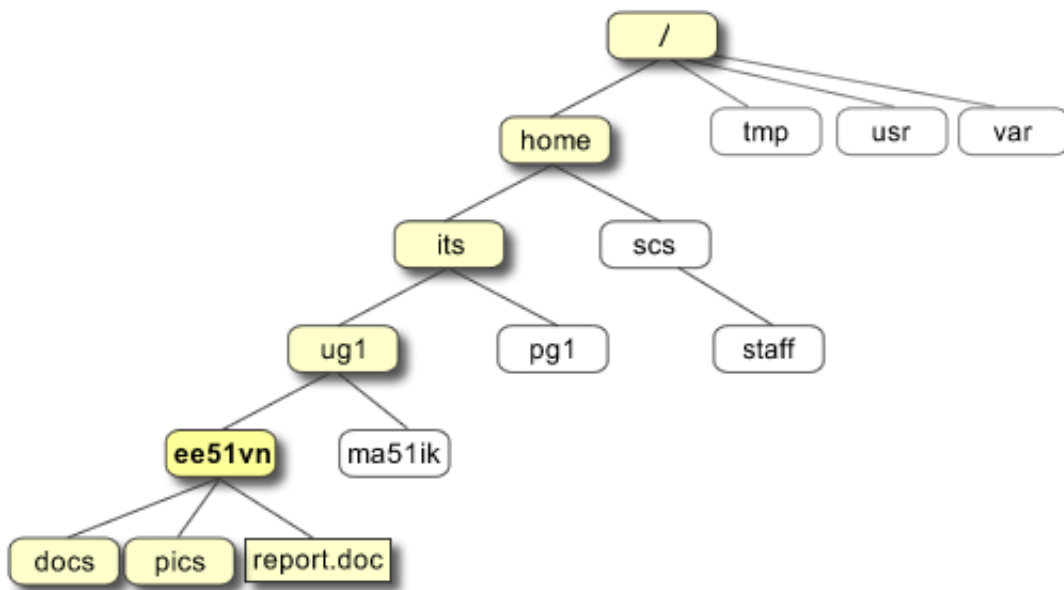 /
home
tmp
usr
var
its
scs
ug1
pg1
staff
ee51vn
ma51ik
docs
pics
report.doc